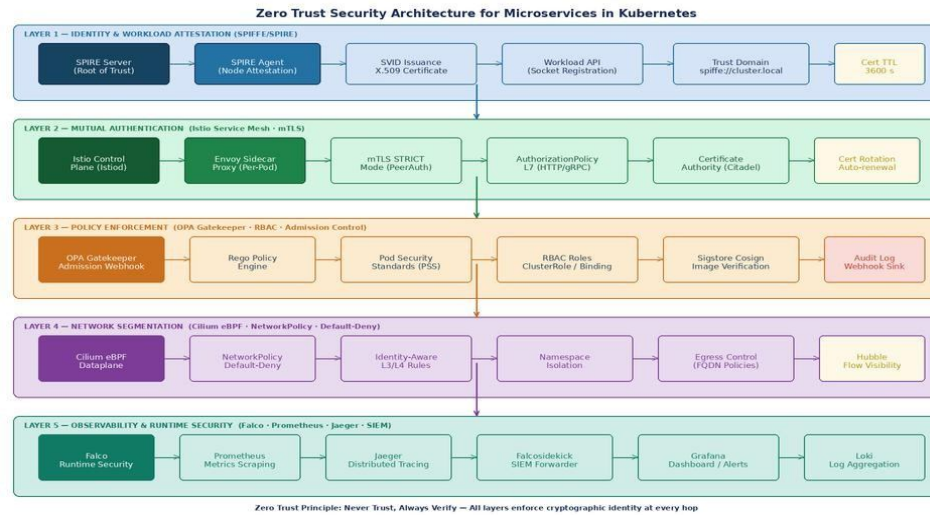 Zero Trust Security Architecture for Microservices in Kubernetes
LAYER 1 — IDENTITY & WORKLOAD ATTESTATION (SPIFFE/SPIRE)
SPIRE Server
(Root of Trust)
SPIRE Agent
(Node Attestation)
SVID Issuance
X.509 Certificate
Workload API
(Socket Registration)
Trust Domain
spiffe://cluster.local
Cert TTL
3600 s
LAYER 2 — MUTUAL AUTHENTICATION (Istio Service Mesh · mTLS)
Istio Control
Plane (Istiod)
Envoy Sidecar
Proxy (Per-Pod)
mTLS STRICT
Mode (PeerAuth)
AuthorizationPolicy
L7 (HTTP/gRPC)
Certificate
Authority (Citadel)
Cert Rotation
Auto-renewal
LAYER 3 — POLICY ENFORCEMENT (OPA Gatekeeper · RBAC · Admission Control)
OPA Gatekeeper
Admission Webhook
Rego Policy
Engine
Pod Security
Standards (PSS)
RBAC Roles
ClusterRole / Binding
Sigstore Cosign
Image Verification
Audit Log
Webhook Sink
LAYER 4 — NETWORK SEGMENTATION (Cilium eBPF · NetworkPolicy · Default-Deny)
Cilium eBPF
Dataplane
NetworkPolicy
Default-Deny
Identity-Aware
L3/L4 Rules
Namespace
Isolation
Egress Control
(FQDN Policies)
Hubble
Flow Visibility
LAYER 5 — OBSERVABILITY & RUNTIME SECURITY (Falco · Prometheus · Jaeger · SIEM)
Falco
Runtime Security
Prometheus
Metrics Scraping
Jaeger
Distributed Tracing
Falcosidekick
SIEM Forwarder
Grafana
Dashboard / Alerts
Loki
Log Aggregation
Zero Trust Principle: Never Trust, Always Verify — All layers enforce cryptographic identity at every hop